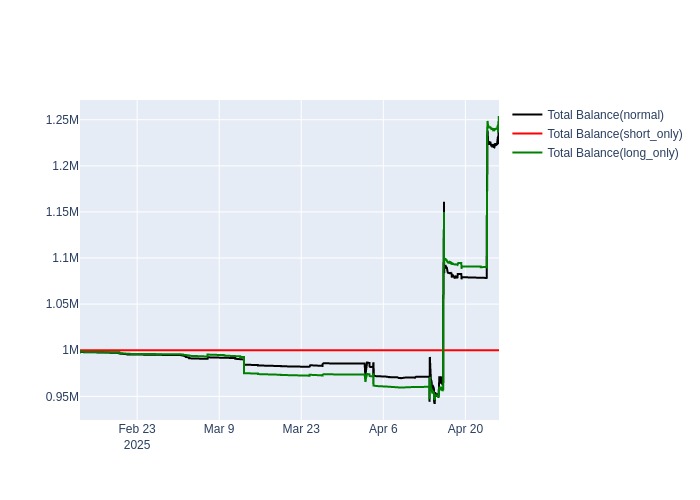 1.25M
1.2M
1.15M
1.1M
1.05M
1M
0.95M
Feb 23
2025
Mar 9
Mar 23
Apr 6
Apr 20
Total Balance(normal)
Total Balance(short_only)
Total Balance(long_only)